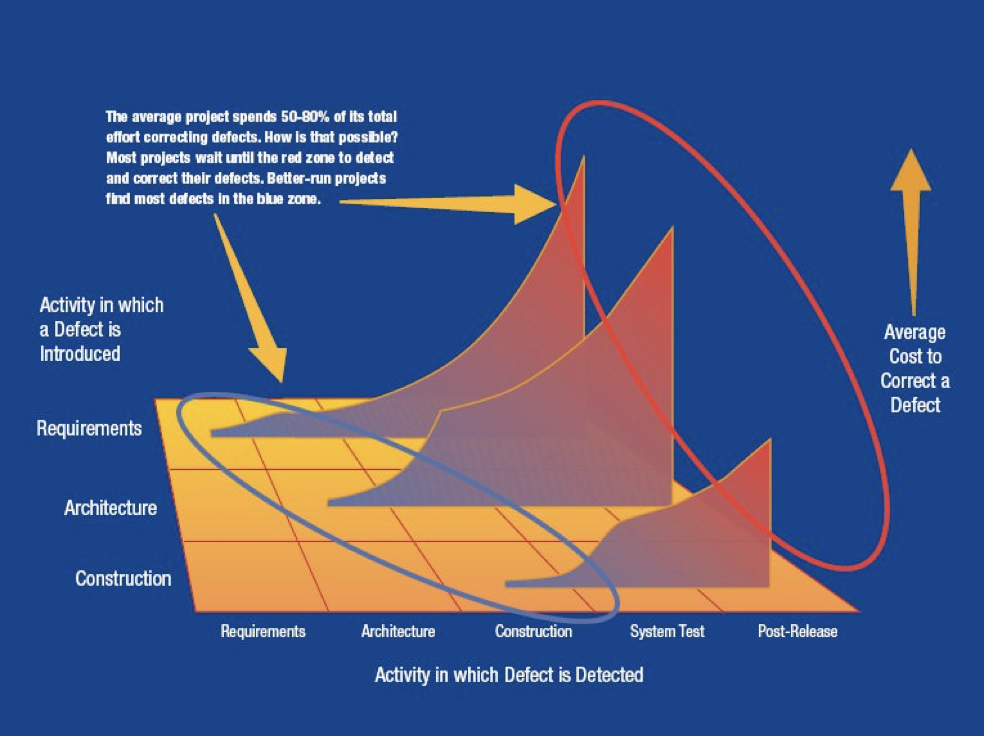 The average project spends 50-80% of its total
effort correcting defects. How is that possible?
Most projects wait until the red zone to detect
and correct their defects. Better-run projects
find most defects in the blue zone.
Activity in which
a Defect is
Introduced
Average
Cost to
Correct a
Defect
Requirements
Architecture
Construction
Requirements
Architecture
Construction
System Test
Post-Release
Activity in which Defect is Detected